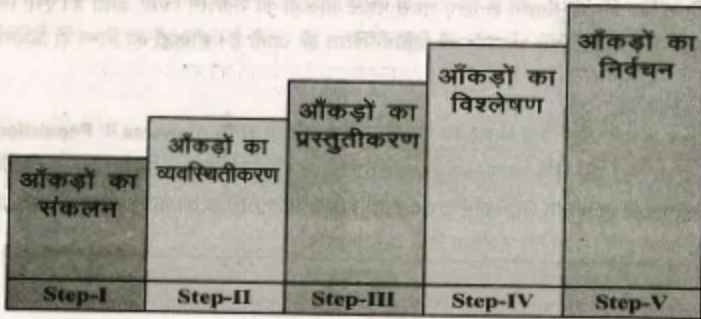 आँकड़ों का
संकलन
Step-I
आँकड़ों का
व्यवस्थितीकरण
Step-II
आँकड़ों का
प्रस्तुतीकरण
Step-III
आँकड़ों का
विश्लेषण
Step-IV
आँकड़ों का
निर्वचन
Step-V